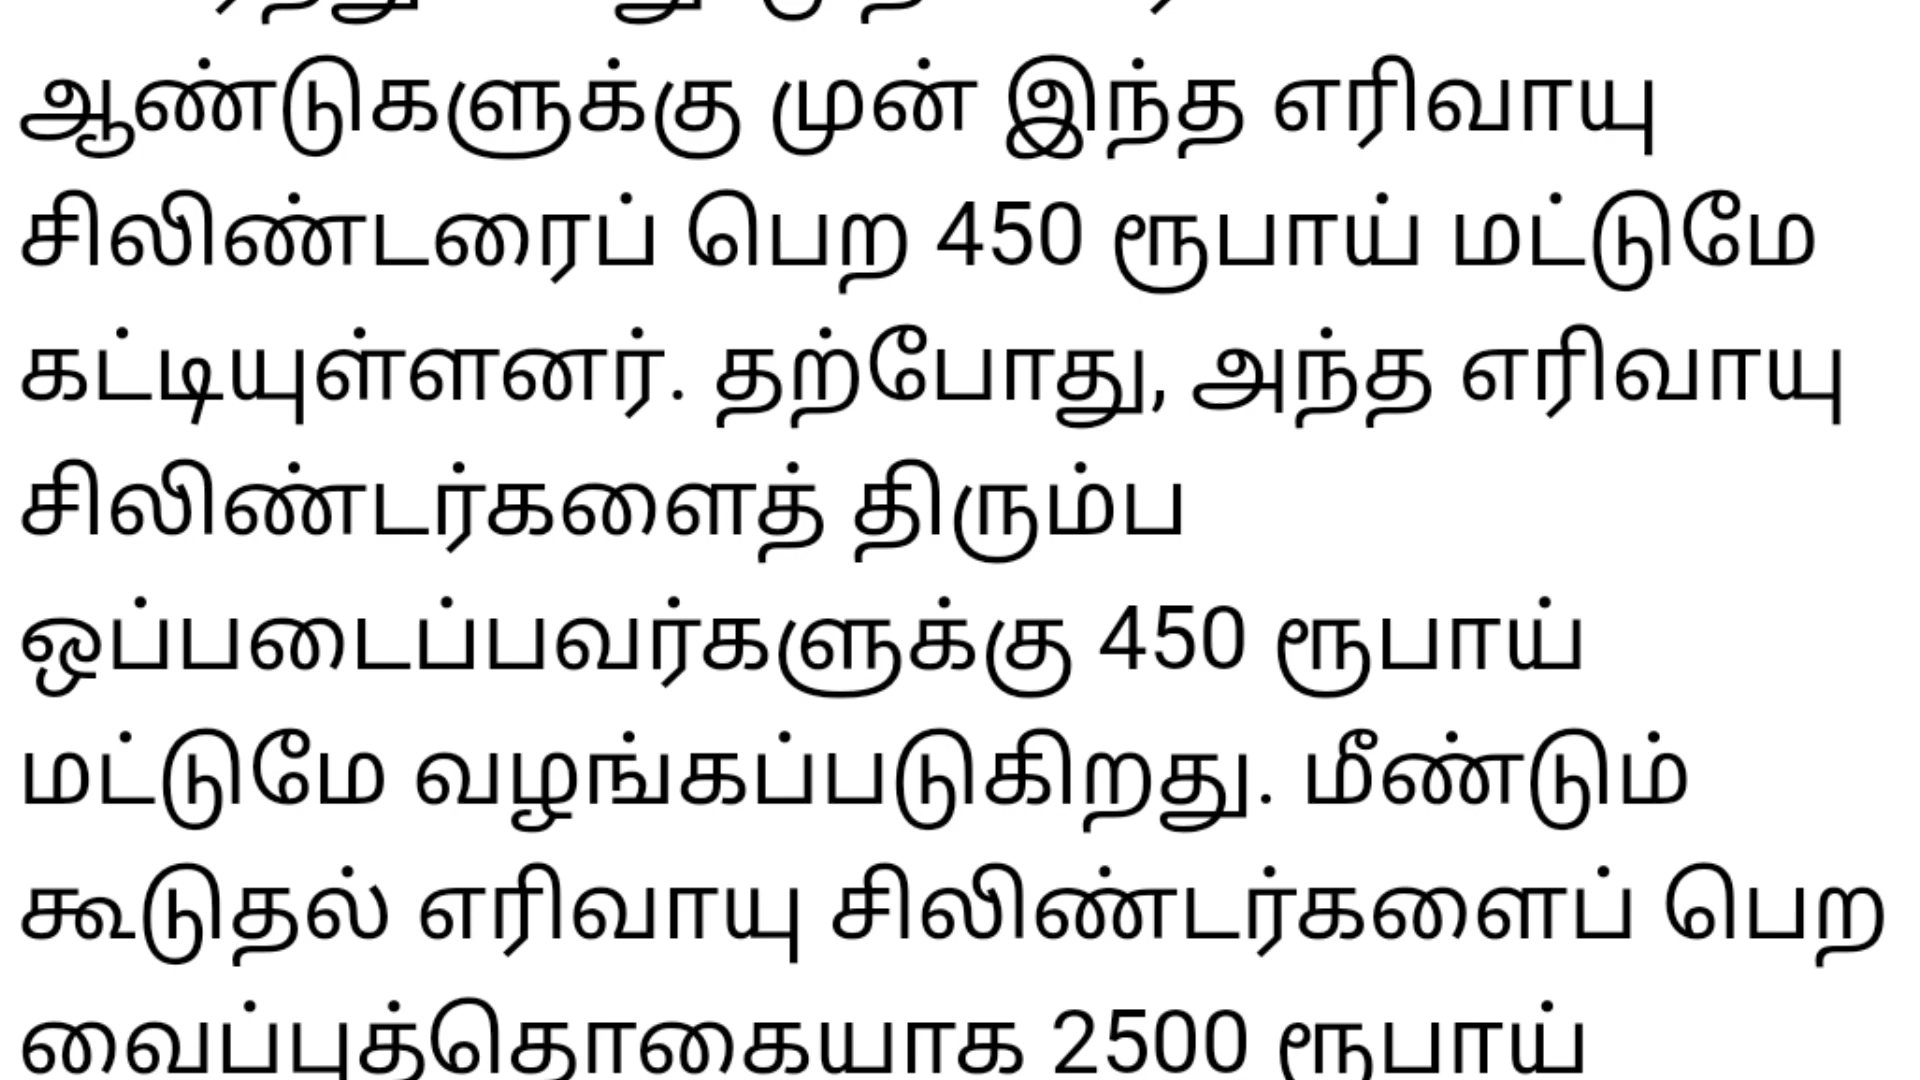 ஆண்டுகளுக்கு முன் இந்த எரிவாயு
சிலிண்டரைப் பெற 450 ரூபாய் மட்டுமே
கட்டியுள்ளனர். தற்போது, அந்த எரிவாயு
சிலிண்டர்களைத் திரும்ப
ஒப்படைப்பவர்களுக்கு 450 ரூபாய்
மட்டுமே வழங்கப்படுகிறது. மீண்டும்
கூடுதல் எரிவாயு சிலிண்டர்களைப் பெற
வைப்புத்தொகையாக 2500 ரூபாய்